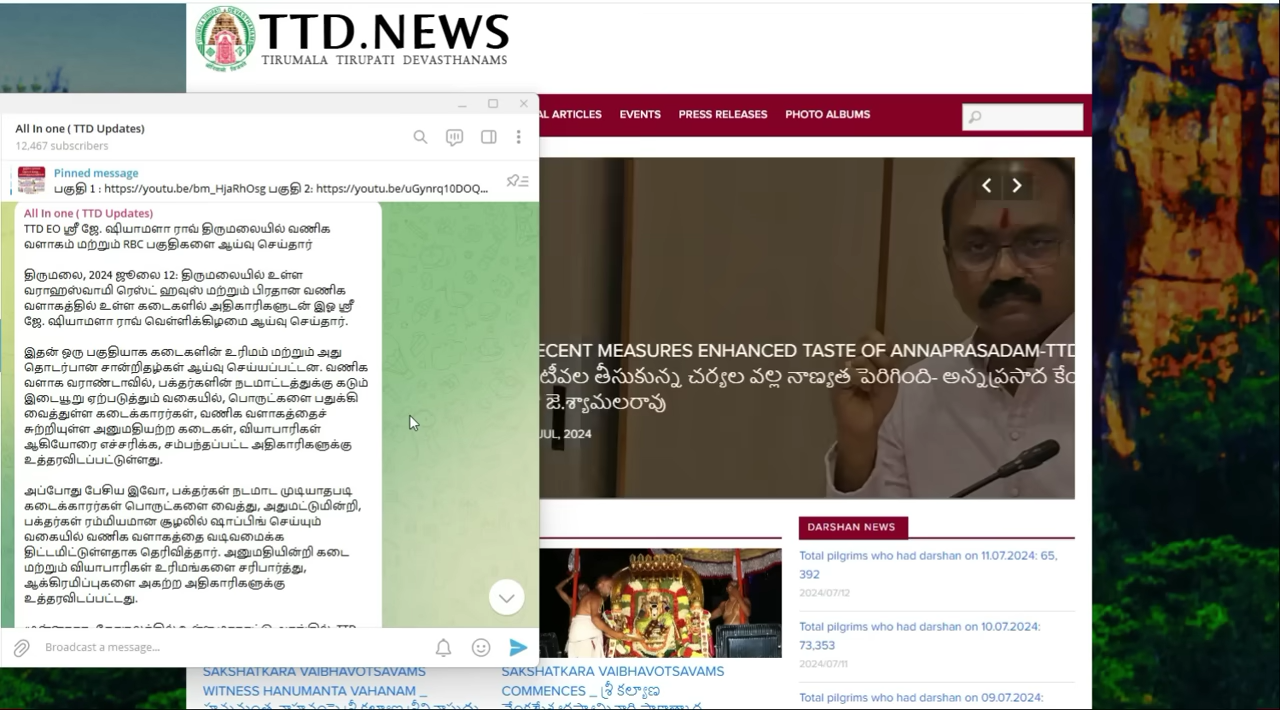 TTD.NEWS
TIRUMALA TIRUPATI DEVASTHANAMS
AL ARTICLES
EVENTS
PRESS RELEASES
PHOTO ALBUMS
All In one ( TTD Updates)
12,467 subscribers
Pinned message
பகுதி 1 : https://youtu.be/bm_HjaRhOsg பகுதி 2: https://youtu.be/uGynrq10DOQ...
All In one ( TTD Updates)
TTD EO ஸ்ரீ ஜே. ஷியாமளா ராவ் திருமலையில் வணிக
வளாகம் மற்றும் RBC பகுதிகளை ஆய்வு செய்தார்
திருமலை, 2024 ஜூலை 12: திருமலையில் உள்ள
வராஹஸ்வாமி ரெஸ்ட் ஹவுஸ் மற்றும் பிரதான வணிக
வளாகத்தில் உள்ள கடைகளில் அதிகாரிகளுடன் இஓ ஸ்ரீ
ஜே. ஷியாமளா ராவ் வெள்ளிக்கிழமை ஆய்வு செய்தார்.
இதன் ஒரு பகுதியாக கடைகளின் உரிமம் மற்றும் அது
தொடர்பான சான்றிதழ்கள் ஆய்வு செய்யப்பட்டன. வணிக
வளாக வராண்டாவில், பக்தர்களின் நடமாட்டத்துக்கு கடும்
இடையூறு ஏற்படுத்தும் வகையில், பொருட்களை பதுக்கி
வைத்துள்ள கடைக்காரர்கள், வணிக வளாகத்தைச்
சுற்றியுள்ள அனுமதியற்ற கடைகள், வியாபாரிகள்
ஆகியோரை எச்சரிக்க, சம்பந்தப்பட்ட அதிகாரிகளுக்கு
உத்தரவிடப்பட்டுள்ளது.
அப்போது பேசிய இவோ, பக்தர்கள் நடமாட முடியாதபடி
கடைக்காரர்கள் பொருட்களை வைத்து, அதுமட்டுமின்றி,
பக்தர்கள் ரம்மியமான சூழலில் ஷாப்பிங் செய்யும்
வகையில் வணிக வளாகத்தை வடிவமைக்க
திட்டமிட்டுள்ளதாக தெரிவித்தார். அனுமதியின்றி கடை
மற்றும் வியாபாரிகள் உரிமங்களை சரிபார்த்து,
ஆக்கிரமிப்புகளை அகற்ற அதிகாரிகளுக்கு
உத்தரவிடப்பட்டது.
Broadcast a message...
ECENT MEASURES ENHANCED TASTE OF ANNAPRASADAM-TTD
టీవల తీసుకున్న చర్యల వల్ల నాణ్యత పెరిగింది- అన్నప్రసాద కేం
జె.శ్యామలరావు
JUL, 2024
DARSHAN NEWS
Total pilgrims who had darshan on 11.07.2024: 65,
392
2024/07/12
Total pilgrims who had darshan on 10.07.2024:
73,353
2024/07/11
Total pilgrims who had darshan on 09.07.2024:
SAKSHATKARA VAIBHAVOTSAVAMS
WITNESS HANUMANTA VAHANAM _
SAKSHATKARA VAIBHAVOTSAVAMS
COMMENCES _ శ్రీ కల్యాణ